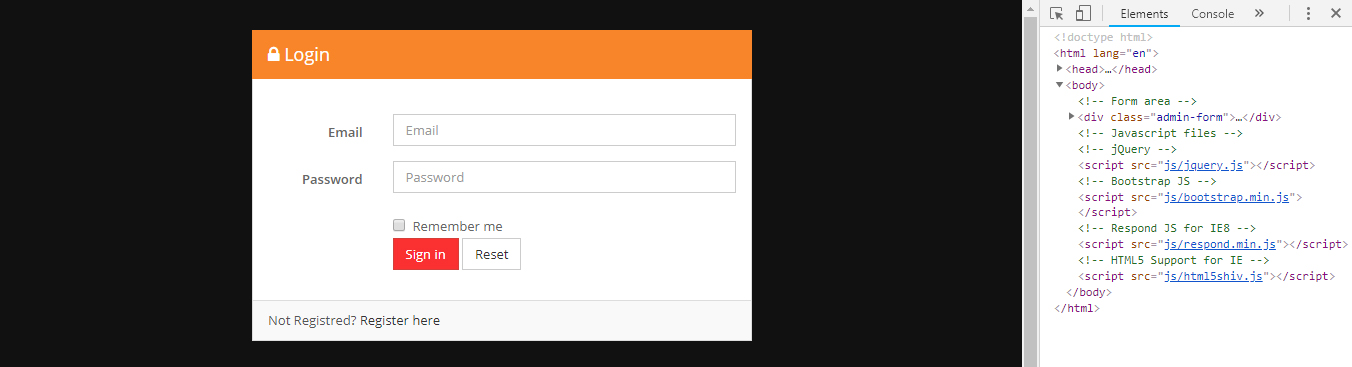 Login
Email
Email
Password
Password
Remember me
Sign in
Reset
Not Registred? Register here
Elements
Console
»
<!doctype html>
<html lang="en">
<head>…</head>
<body>
<!-- Form area -->
<div class="admin-form">…</div>
<!-- Javascript files -->
<!-- jQuery -->
<script src="js/jquery.js"></script>
<!-- Bootstrap JS -->
<script src="js/bootstrap.min.js">
</script>
<!-- Respond JS for IE8 -->
<script src="js/respond.min.js"></script>
<!-- HTML5 Support for IE -->
<script src="js/html5shiv.js"></script>
</body>
</html>